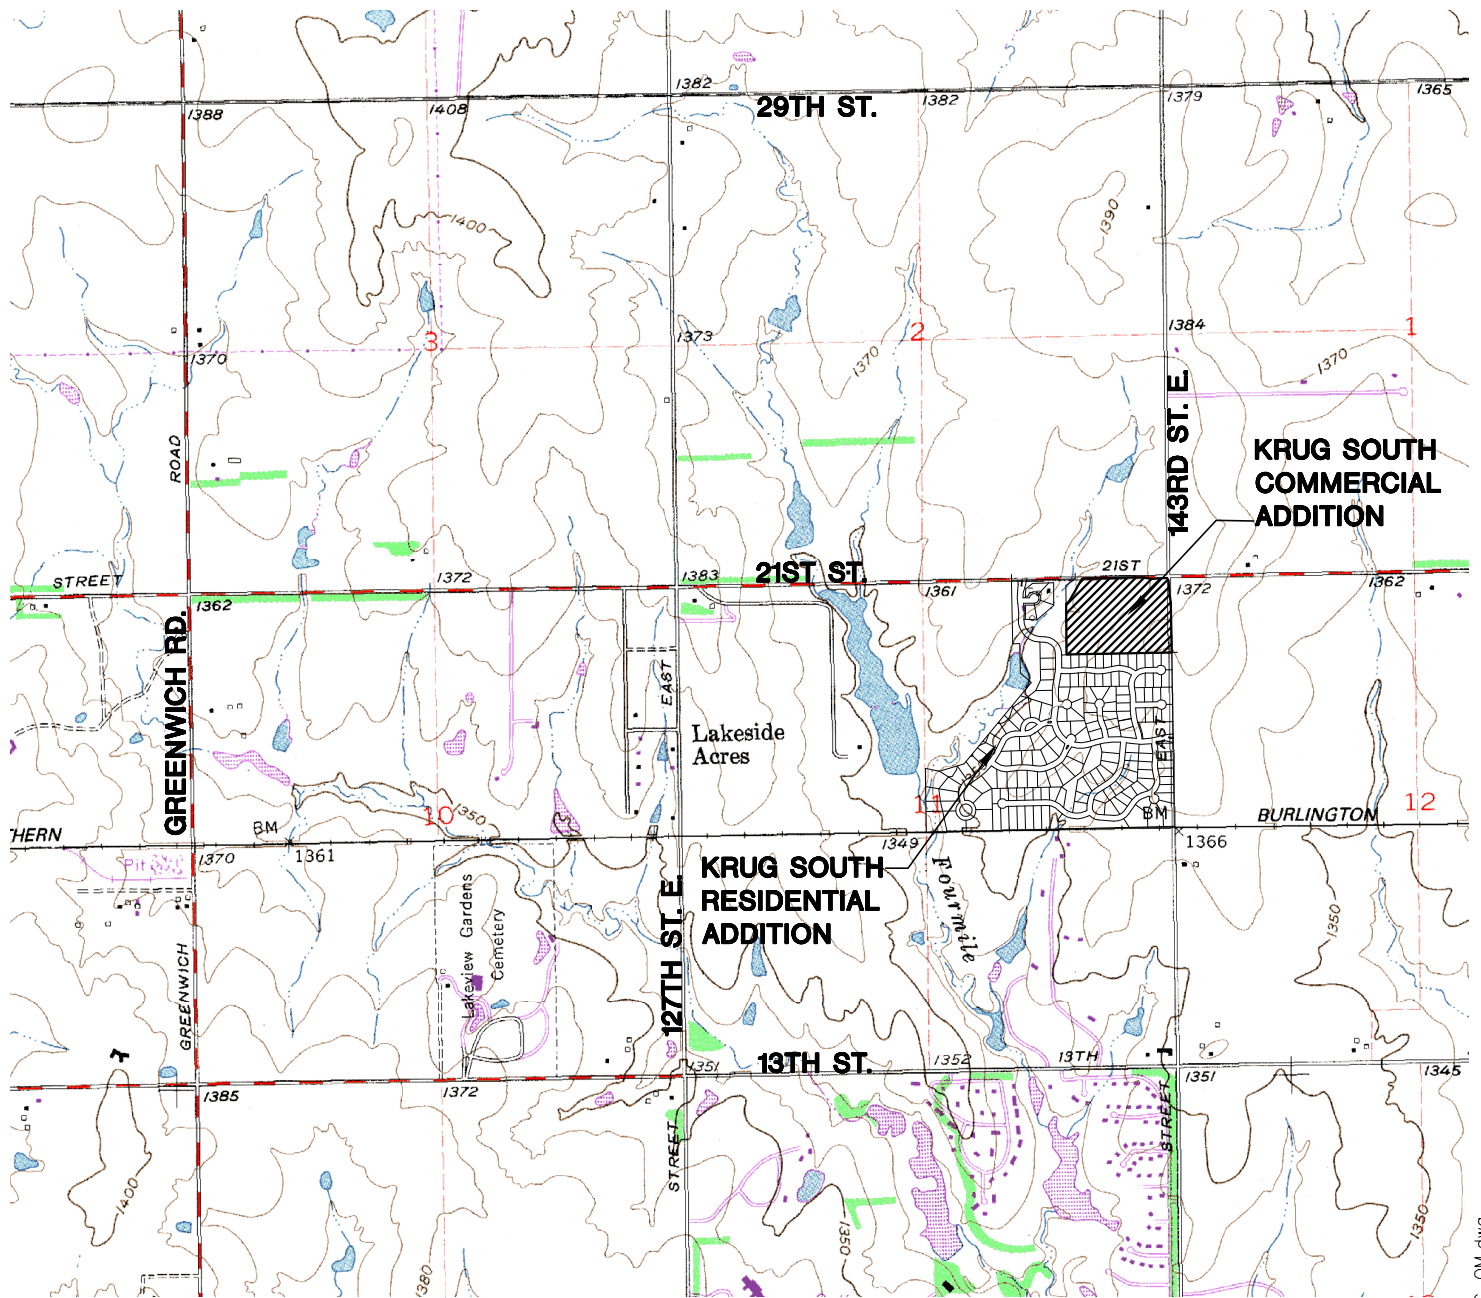 1382
1388
1408
29TH ST.
1382
1379
1365
1400
1390
3
1373
2
1384
1
1370
1370
1370
ROAD
143RD ST. E.
KRUG SOUTH
COMMERCIAL
ADDITION
STREET
1362
1372
1383
21ST ST.
1361
21ST
1372
1362
GREENWICH RD.
EAST
Lakeside
Acres
EAST
10
1350
11
12
BM
BURLINGTON
HERN
BM
1361
1370
Pit
1349
1366
KRUG SOUTH
RESIDENTIAL
ADDITION
Lakeview Gardens
Cemetery
127TH ST. E.
Fourmile
1350
GREENWICH
1351
13TH ST.
1352
13TH
1351
1345
1385
1372
STREET
STREET
1400
1350
1350
1380
OM.dwg